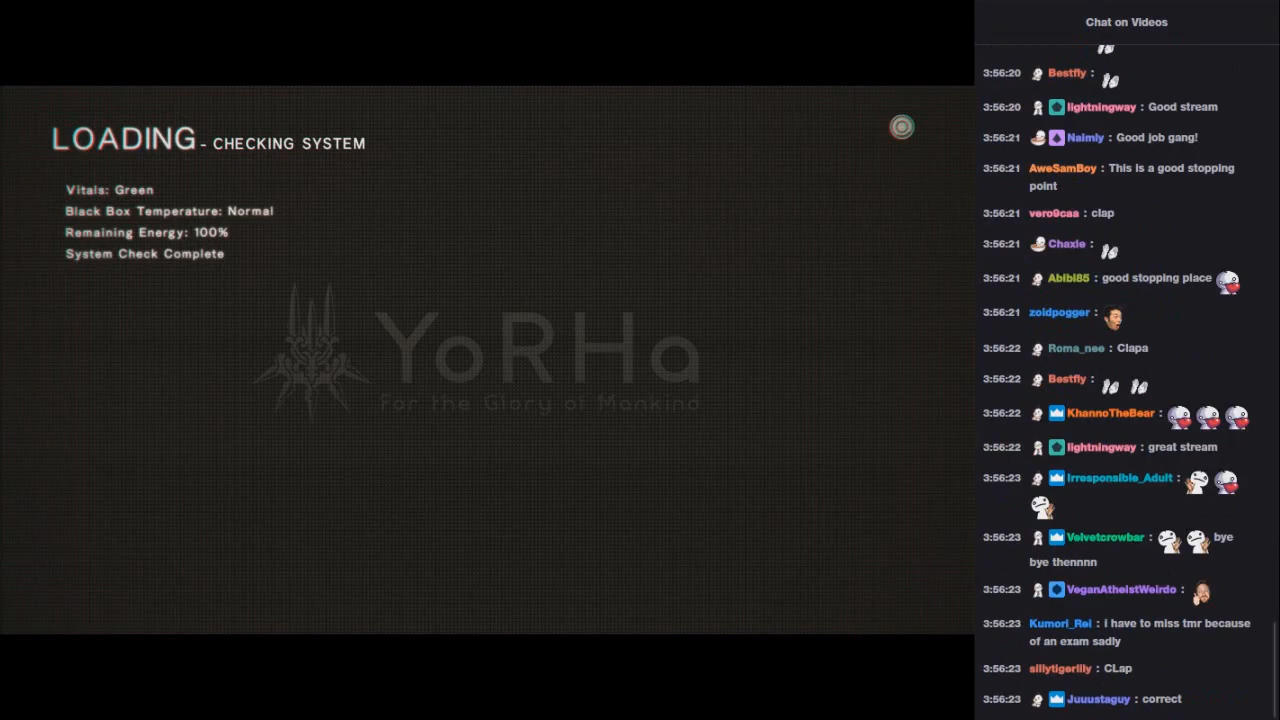 LOADING - CHECKING SYSTEM
Vitals: Green
Black Box Temperature: Normal
Remaining Energy: 100%
System Check Complete
YoRHa
For the Glory of Mankind
Chat on Videos
3:56:20 Bestfly :
3:56:20 lightningway : Good stream
3:56:21 Naimly : Good job gang!
3:56:21 AweSamBoy : This is a good stopping
point
3:56:21 vero9caa : clap
3:56:21 Chaxie :
3:56:21 Abibi85 : good stopping place
3:56:21 zoidpogger :
3:56:22 Roma_nee : Clapa
3:56:22 Bestfly :
3:56:22 KhannoTheBear :
3:56:22 lightningway : great stream
3:56:23 Irresponsible_Adult :
3:56:23 Velvetcrowbar : bye
bye thennnn
3:56:23 VeganAtheistWeirdo :
3:56:23 Kumori_Rei : i have to miss tmr because
of an exam sadly
3:56:23 sillytigerlily : CLap
3:56:23 Juuustaguy : correct